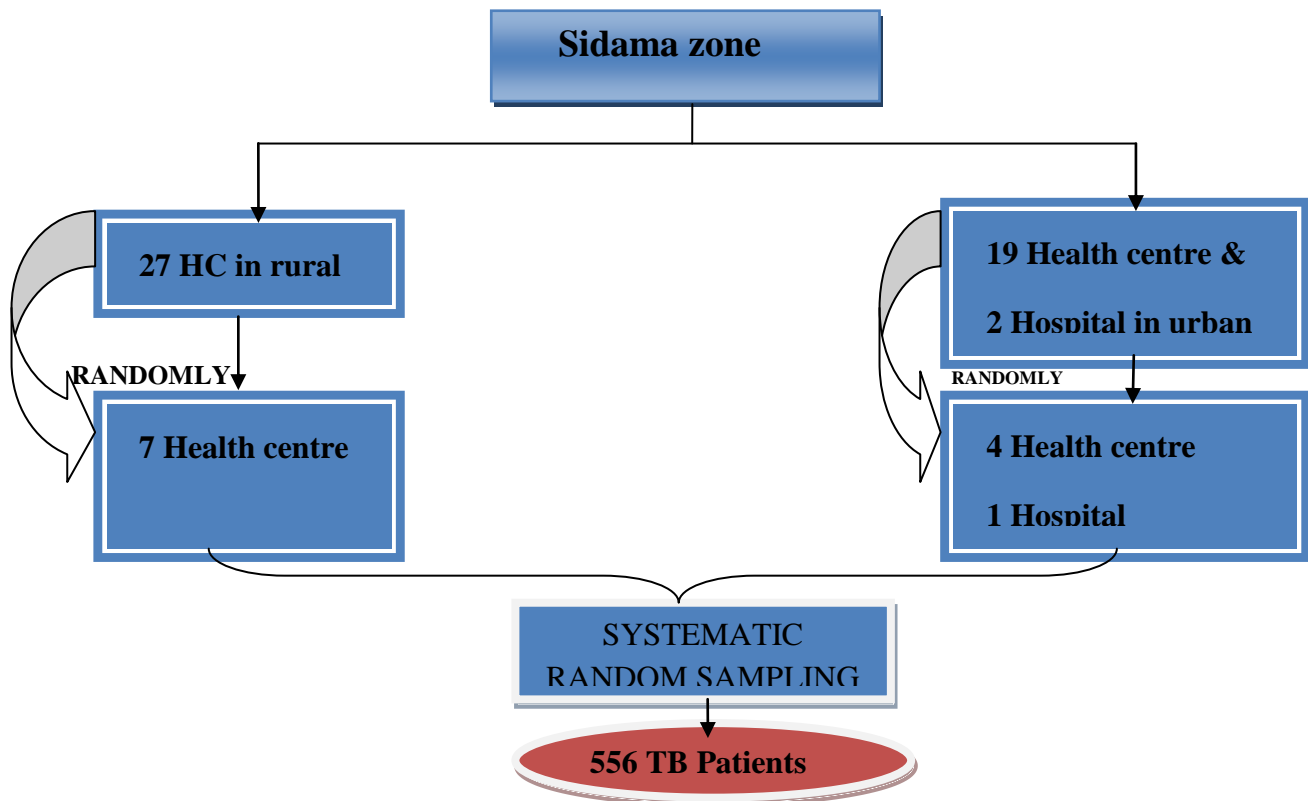 Sidama zone
27 HC in rural
19 Health centre &
2 Hospital in urban
RANDOMLY
RANDOMLY
7 Health centre
4 Health centre
1 Hospital
SYSTEMATIC
RANDOM SAMPLING
556 TB Patients